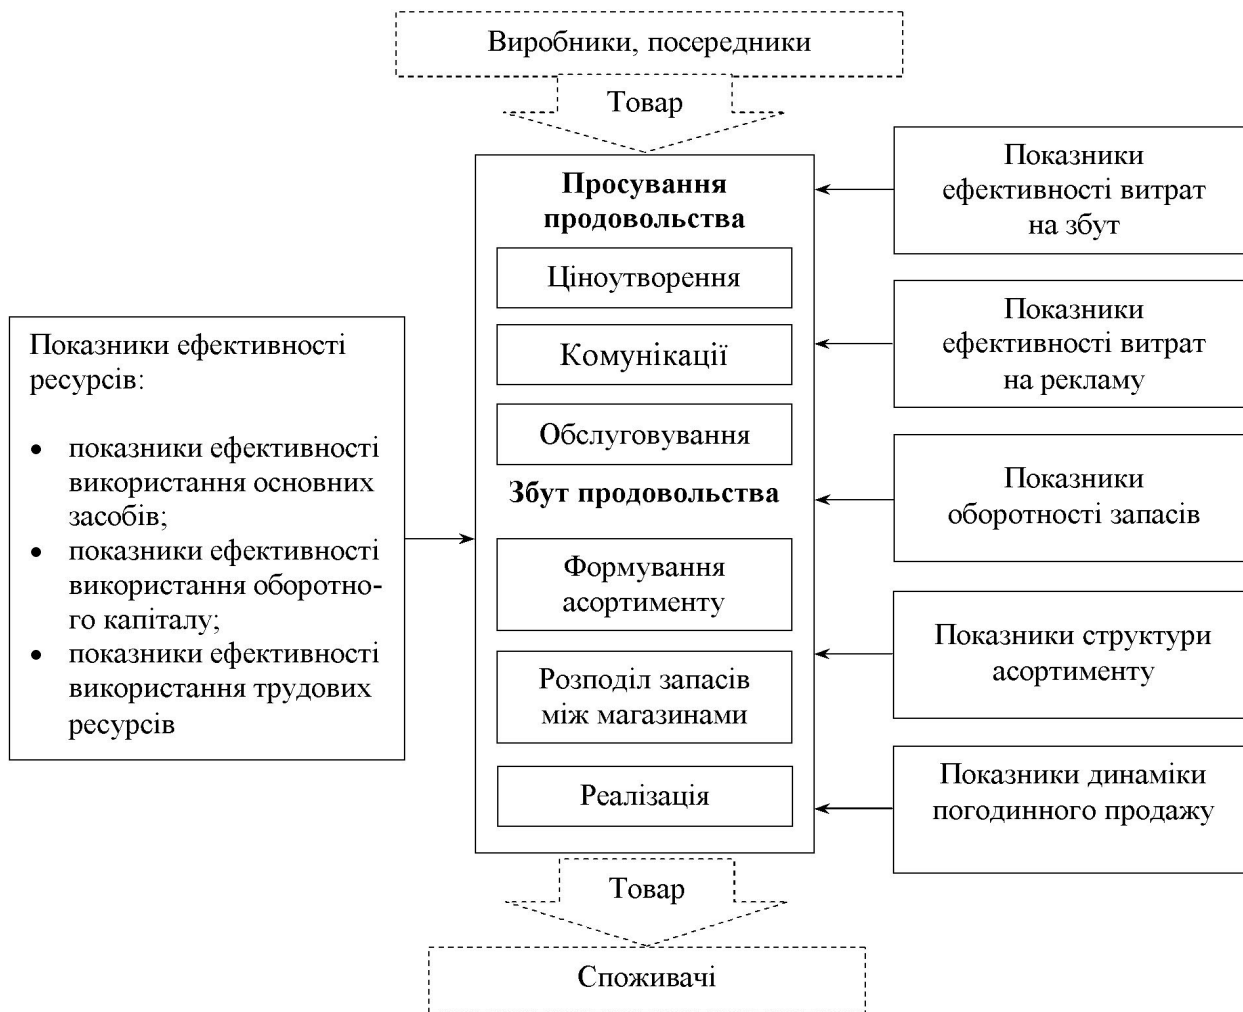 Виробники, посередники
Товар
Просування
продовольства
Ціноутворення
Комунікації
Обслуговування
Збут продовольства
Формування
асортименту
Розподіл запасів
між магазинами
Реалізація
Показники ефективності
ресурсів:
• показники ефективності
використання основних
засобів;
• показники ефективності
використання оборотно-
го капіталу;
• показники ефективності
використання трудових
ресурсів
Показники
ефективності витрат
на збут
Показники
ефективності витрат
на рекламу
Показники
оборотності запасів
Показники структури
асортименту
Показники динаміки
погодинного продажу
Товар
Споживачі